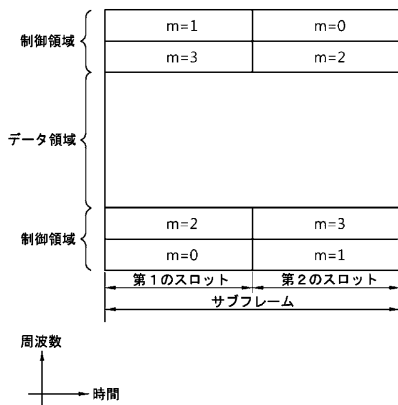 m=1 m=0
制御領域
m=3 m=2
データ領域
m=2 m=3
制御領域
m=0 m=1
第１のスロット 第２のスロット
サブフレーム
周波数
時間